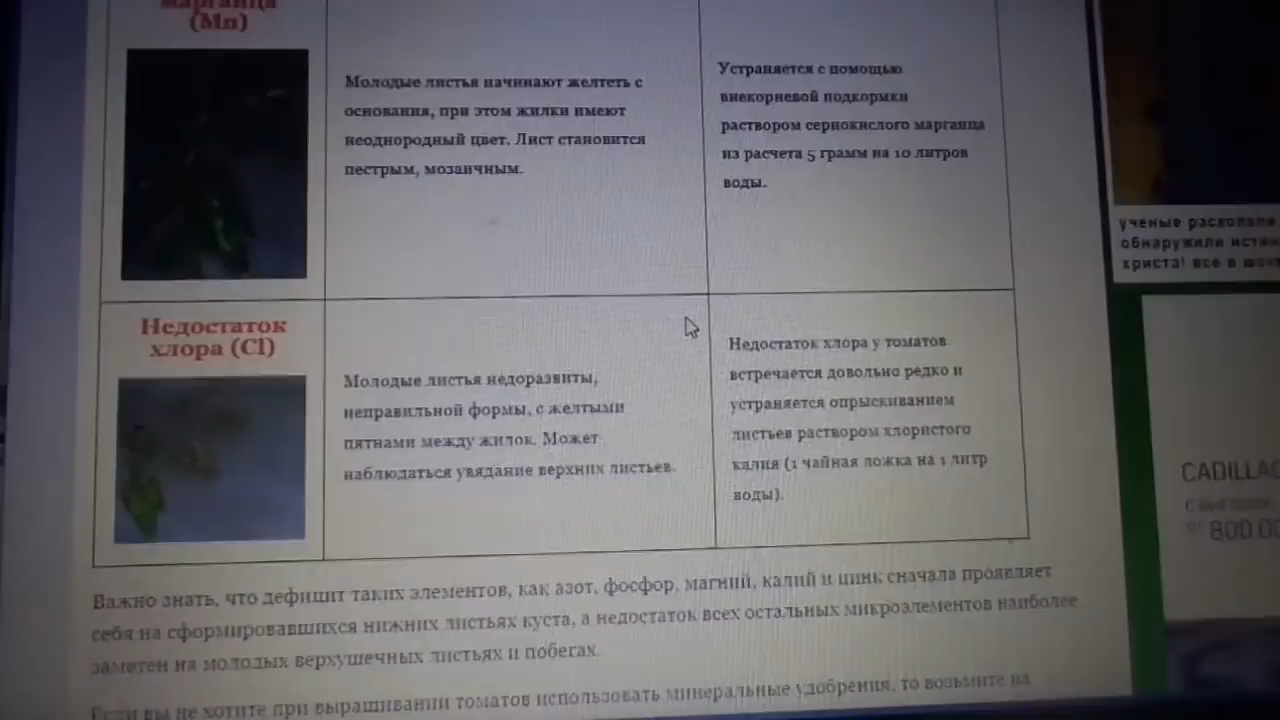 марганца
(Mn)
Молодые листья начинают желтеть с
основания, при этом жилки имеют
неоднородный цвет. Лист становится
пестрым, мозаичным.
Устраняется с помощью
внекорневой подкормки
раствором сернокислого марганца
из расчета 5 грамм на 10 литров
воды.
Недостаток
хлора (Cl)
Молодые листья недоразвиты,
неправильной формы, с желтыми
пятнами между жилок. Может
наблюдаться увядание верхних листьев.
Недостаток хлора у томатов
встречается довольно редко и
устраняется опрыскиванием
листьев раствором хлористого
калия (1 чайная ложка на 1 литр
воды).
Важно знать, что дефицит таких элементов, как азот, фосфор, магний, калий и цинк сначала проявляет
себя на сформировавшихся нижних листьях куста, а недостаток всех остальных микроэлементов наиболее
заметен на молодых верхушечных листьях и побегах.
Если вы не хотите при выращивании томатов использовать минеральные удобрения, то возьмите на
ученые раскопали
обнаружили
христа! все в
CADILLAC
800